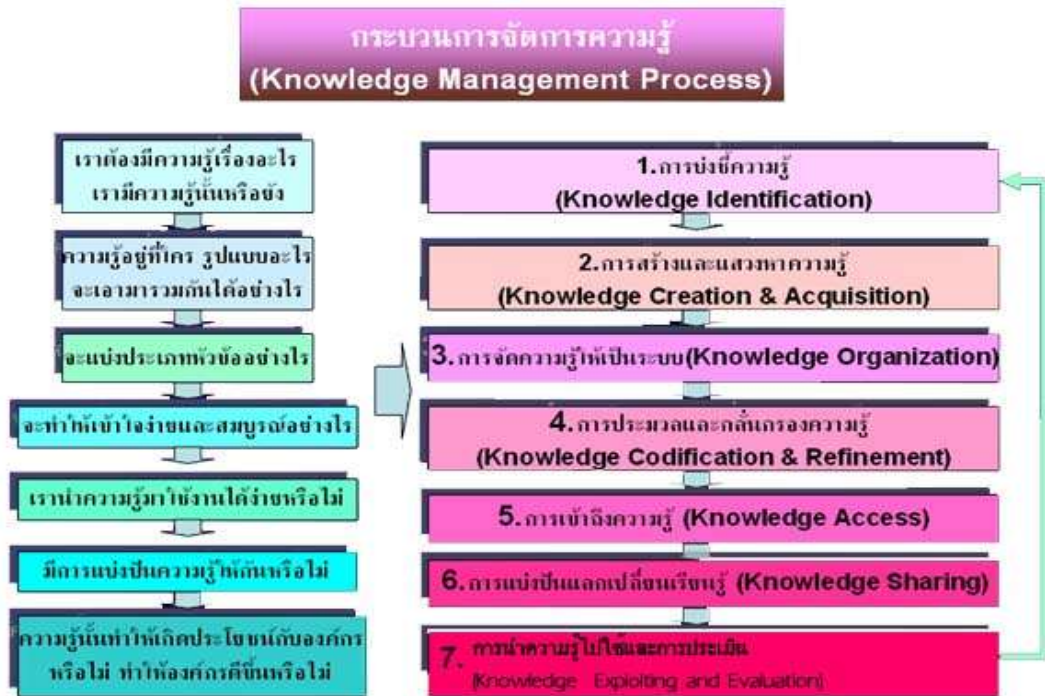 กระบวนการจัดการความรู้
(Knowledge Management Process)
เราต้องมีความรู้เรื่องอะไร
เรามีความรู้นั้นหรือยัง
ความรู้อยู่ที่ใคร รูปแบบอะไร
จะเอามารวมกันได้อย่างไร
จะแบ่งประเภทหัวข้ออย่างไร
จะทำให้เข้าใจง่ายและสมบูรณ์อย่างไร
เรานำความรู้มาใช้งานได้ง่ายหรือไม่
มีการแบ่งปันความรู้ให้กันหรือไม่
ความรู้นั้นทำให้เกิดประโยชน์กับองค์กร
หรือไม่ ทำให้องค์กรดีขึ้นหรือไม่
1.การบ่งชี้ความรู้
(Knowledge Identification)
2.การสร้างและแสวงหาความรู้
(Knowledge Creation & Acquisition)
3.การจัดความรู้ให้เป็นระบบ(Knowledge Organization)
4.การประมวลและกลั่นกรองความรู้
(Knowledge Codification & Refinement)
5.การเข้าถึงความรู้ (Knowledge Access)
6.การแบ่งปันแลกเปลี่ยนเรียนรู้ (Knowledge Sharing)
7. การนำความรู้ไปใช้และการประเมิน
(Knowledge Exploiting and Evaluation)